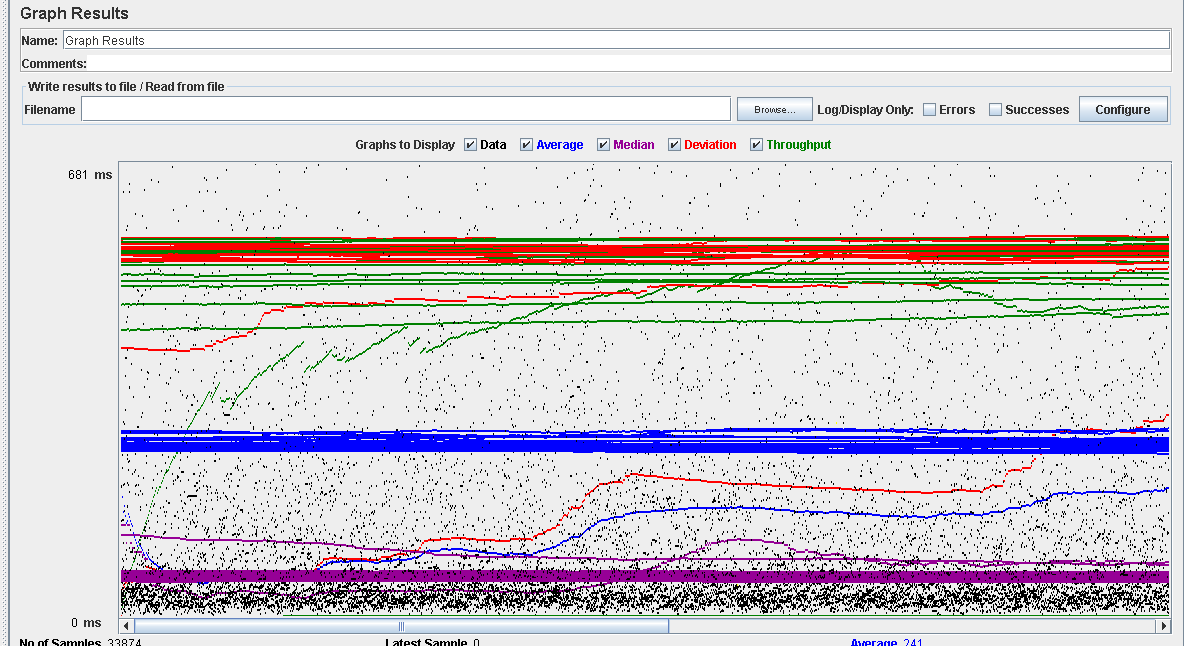 Graph Results
Name: Graph Results
Comments:
Write results to file / Read from file
Filename Browse... Log/Display Only: Errors Successes Configure
Graphs to Display Data Average Median Deviation Throughput
681 ms
0 ms
No of Samples 33874 Latest Sample 0 Average 241